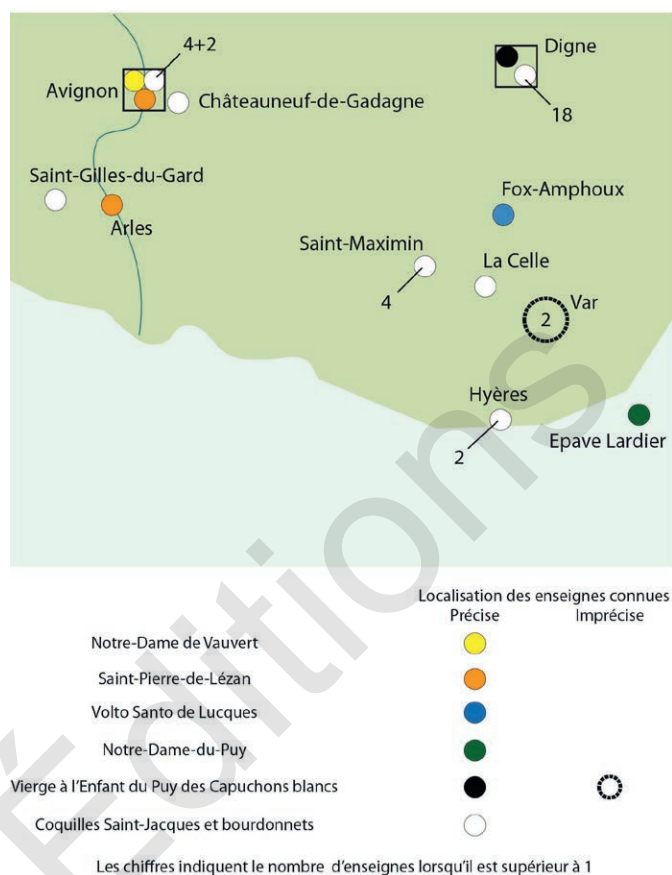 4+2
Digne
Avignon
Châteauneuf-de-Gadagne
18
Saint-Gilles-du-Gard
Fox-Amphoux
Arles
Saint-Maximin
La Celle
4
Var
2
Hyères
2
Epave Lardier
Localisation des enseignes connues
Précise Imprécise
Notre-Dame de Vauvert
Saint-Pierre-de-Lézan
Volto Santo de Lucques
Notre-Dame-du-Puy
Vierge à l'Enfant du Puy des Capuchons blancs
Coquilles Saint-Jacques et bourdonnets
Les chiffres indiquent le nombre d'enseignes lorsqu'il est supérieur à 1
Éditions